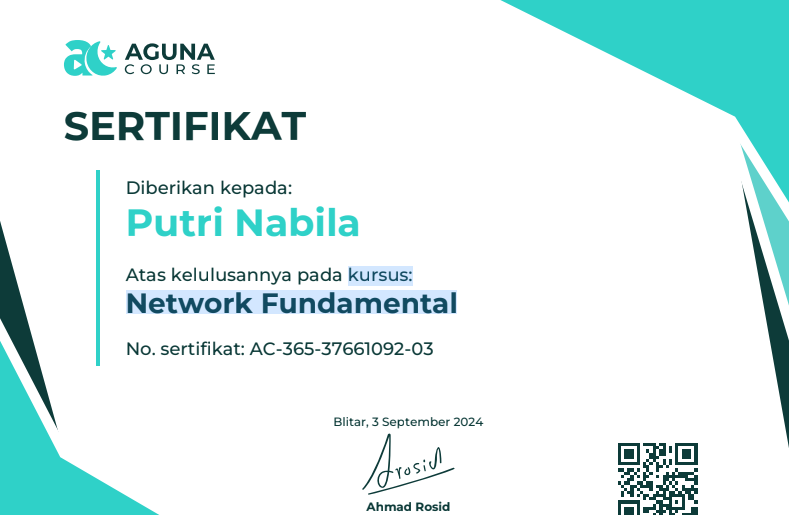 AGUNA
COURSE
SERTIFIKAT
Diberikan kepada:
Putri Nabila
Atas kelulusannya pada kursus:
Network Fundamental
No. sertifikat: AC-365-37661092-03
Blitar, 3 September 2024
Arosid
Ahmad Rosid